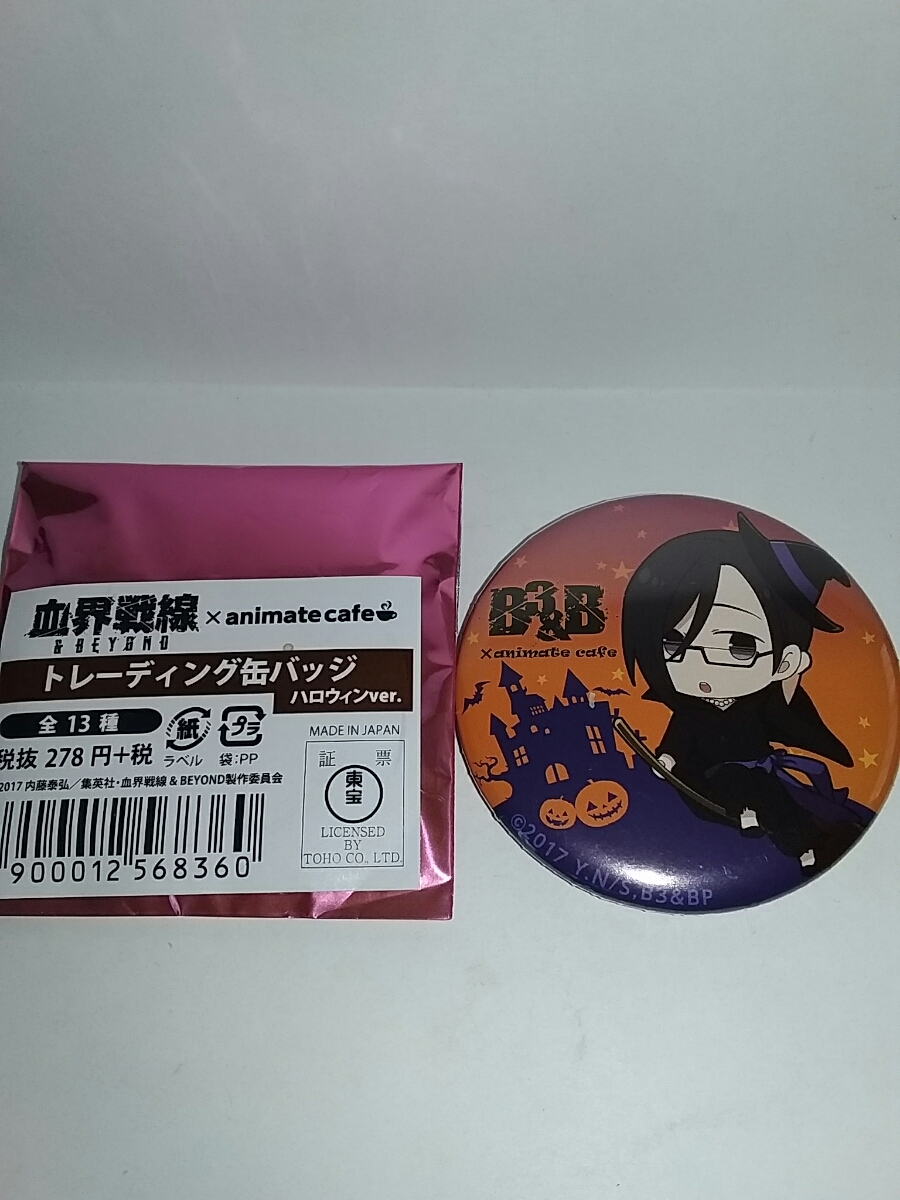 血界戦線 × animate cafe
& BEYOND
トレーディング缶バッジ
ハロウィンver.
全13種
紙
プラ
ラベル 袋:PP
税抜 278 円+税
2017 内藤泰弘/集英社・血界戦線&BEYOND製作委員会
900012 568360
MADE IN JAPAN
証 票
東宝
LICENSED
BY
TOHO CO., LTD.
B3&B
×animate cafe
©2017 Y.N/S,B3&BP